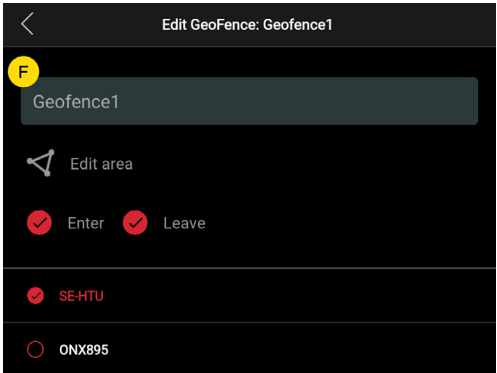 Edit GeoFence: Geofence1
F
Geofence1
Edit area
Enter Leave
SE-HTU
ONX895